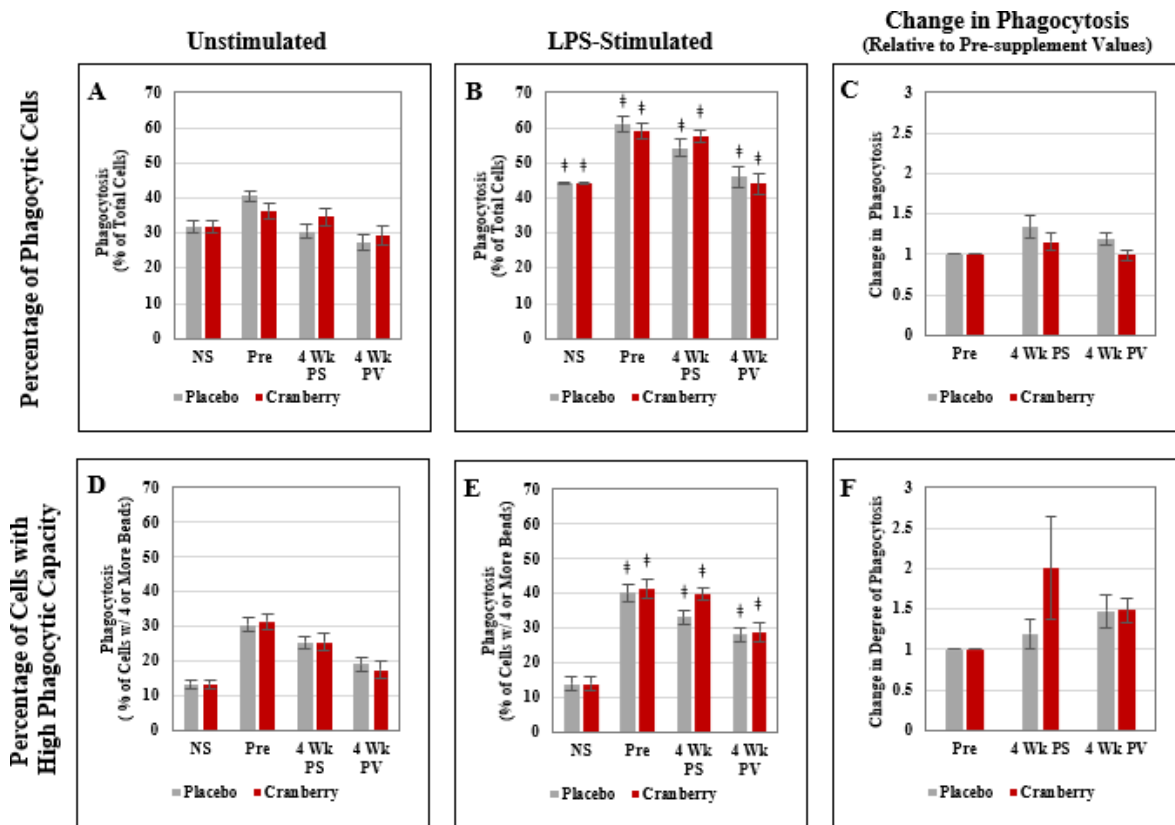 Unstimulated
LPS-Stimulated
Change in Phagocytosis
(Relative to Pre-supplement Values)
Percentage of Phagocytic Cells
A
Phagocytosis
(% of Total Cells)
70
60
50
40
30
20
10
0
NS
Pre
4 Wk
PS
4 Wk
PV
Placebo
Cranberry
B
Phagocytosis
(% of Total Cells)
70
60
50
40
30
20
10
0
ǂ ǂ
ǂ ǂ
ǂ ǂ
ǂ ǂ
NS
Pre
4 Wk
PS
4 Wk
PV
Placebo
Cranberry
C
Change in Phagocytosis
3
2.5
2
1.5
1
0.5
0
Pre
4 Wk PS
4 Wk PV
Placebo
Cranberry
Percentage of Cells with
High Phagocytic Capacity
D
Phagocytosis
( % of Cells w/ 4 or More Beads)
70
60
50
40
30
20
10
0
NS
Pre
4 Wk
PS
4 Wk
PV
Placebo
Cranberry
E
Phagocytosis
(% of Cells w/ 4 or More Beads)
70
60
50
40
30
20
10
0
ǂ ǂ
ǂ ǂ
ǂ ǂ
NS
Pre
4 Wk
PS
4 Wk
PV
Placebo
Cranberry
F
Change in Degree of Phagocytosis
3
2.5
2
1.5
1
0.5
0
Pre
4 Wk PS
4 Wk PV
Placebo
Cranberry